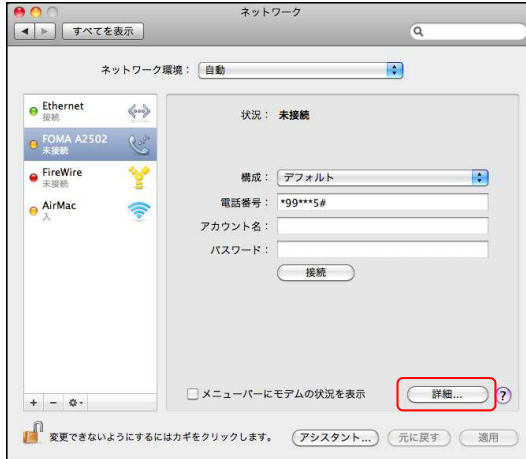 ネットワーク
すべてを表示
ネットワーク環境： 自動
Ethernet
接続
FOMA A2502
未接続
FireWire
未接続
AirMac
入
状況： 未接続
構成： デフォルト
電話番号： *99***5#
アカウント名：
パスワード：
接続
メニューバーにモデムの状況を表示
詳細... ?
変更できないようにするにはカギをクリックします。
アシスタント...
元に戻す
適用